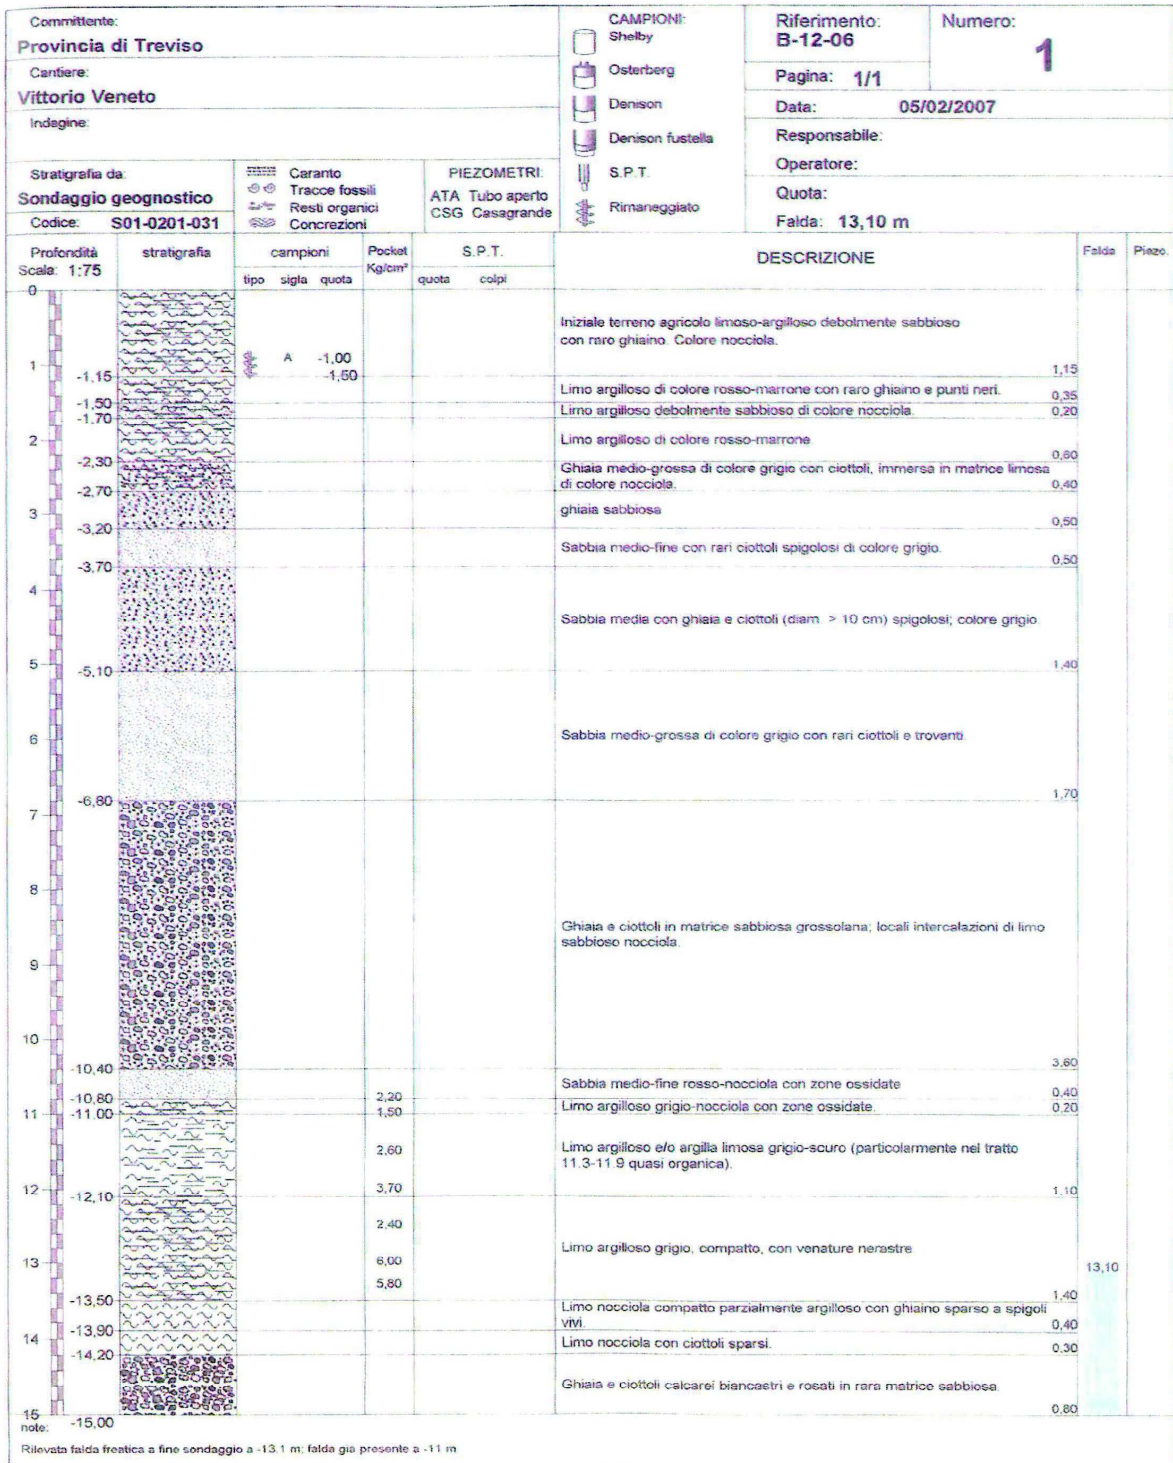 Committente:
Provincia di Treviso
Cantiere:
Vittorio Veneto
Indagine:
Stratigrafia da:
Sondaggio geognostico
Codice: S01-0201-031
Caranto
Tracce fossili
Resti organici
Concrezioni
PIEZOMETRI:
ATA Tubo aperto
CSG Casagrande
CAMPIONI:
Shelby
Osterberg
Denison
Denison fustella
S.P.T.
Rimaneggiato
Riferimento:
B-12-06
Numero:
1
Pagina: 1/1
Data: 05/02/2007
Responsabile:
Operatore:
Quota:
Falda: 13,10 m
Profondità
Scala: 1:75
stratigrafia
campioni
tipo sigla quota
Pocket
Kg/cm²
S.P.T.
quota colpi
DESCRIZIONE
Falda
Piezo.
0
Iniziale terreno agricolo limoso-argilloso debolmente sabbioso
con raro ghiaino. Colore nocciola.
A -1,00
-1,50
1
-1,15
1,15
Limo argilloso di colore rosso-marrone con raro ghiaino e punti neri.
-1,50
0,35
Limo argilloso debolmente sabbioso di colore nocciola.
-1,70
0,20
2
Limo argilloso di colore rosso-marrone
-2,30
0,60
Ghiaia medio-grossa di colore grigio con ciottoli, immersa in matrice limosa
di colore nocciola.
-2,70
0,40
3
ghiaia sabbiosa
-3,20
0,50
Sabbia medio-fine con rari ciottoli spigolosi di colore grigio.
-3,70
0,50
4
Sabbia media con ghiaia e ciottoli (diam. > 10 cm) spigolosi; colore grigio
5
-5,10
1,40
6
Sabbia medio-grossa di colore grigio con rari ciottoli e trovanti.
-6,80
1,70
7
8
Ghiaia e ciottoli in matrice sabbiosa grossolana; locali intercalazioni di limo
sabbioso nocciola.
9
10
-10,40
3,60
Sabbia medio-fine rosso-nocciola con zone ossidate
-10,80
2,20
0,40
Limo argilloso grigio-nocciola con zone ossidate.
11
-11,00
1,50
0,20
2,60
Limo argilloso e/o argilla limosa grigio-scuro (particolarmente nel tratto
11.3-11.9 quasi organica).
12
-12,10
3,70
1,10
2,40
Limo argilloso grigio, compatto, con venature nerastre
13
6,00
13,10
5,80
-13,50
1,40
Limo nocciola compatto parzialmente argilloso con ghiaino sparso a spigoli
vivi.
-13,90
0,40
14
Limo nocciola con ciottoli sparsi.
-14,20
0,30
Ghiaia e ciottoli calcarei biancastri e rosati in rara matrice sabbiosa.
15
-15,00
0,80
note:
Rilevata falda freatica a fine sondaggio a -13.1 m; falda già presente a -11 m